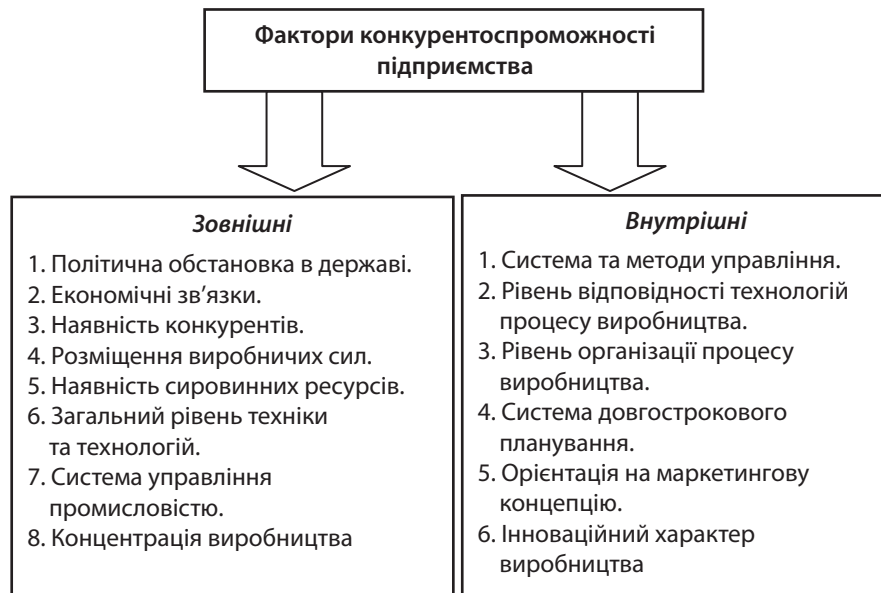 Фактори конкурентоспроможності
підприємства
Зовнішні
1. Політична обстановка в державі.
2. Економічні зв’язки.
3. Наявність конкурентів.
4. Розміщення виробничих сил.
5. Наявність сировинних ресурсів.
6. Загальний рівень техніки
та технологій.
7. Система управління
промисловістю.
8. Концентрація виробництва
Внутрішні
1. Система та методи управління.
2. Рівень відповідності технологій
процесу виробництва.
3. Рівень організації процесу
виробництва.
4. Система довгострокового
планування.
5. Орієнтація на маркетингову
концепцію.
6. Інноваційний характер
виробництва